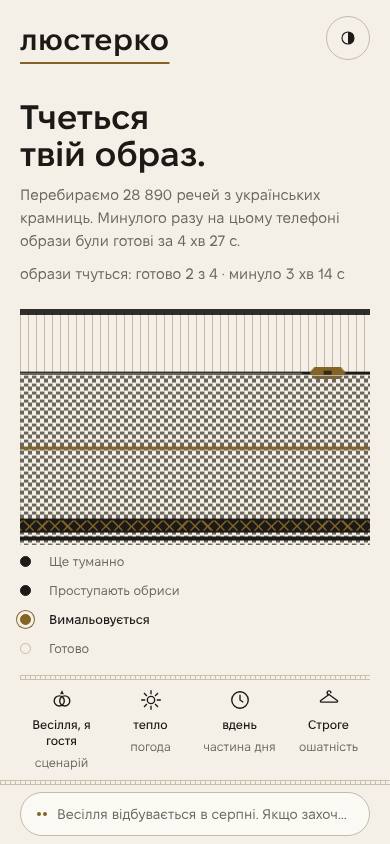 люстерко
Тчеться
твій образ.
Перебираємо 28 890 речей з українських
крамниць. Минулого разу на цьому телефоні
образи були готові за 4 хв 27 с.
образи тчуться: готово 2 з 4 · минуло 3 хв 14 с
Ще туманно
Проступають обриси
Вимальовується
Готово
Весілля, я
гостя
сценарій
тепло
погода
вдень
частина дня
Строге
ошатність
Весілля відбувається в серпні. Якщо захоч...